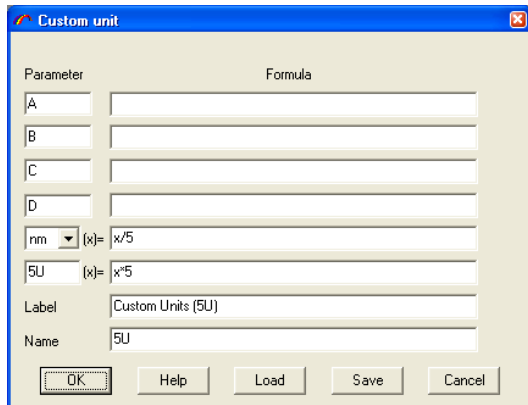 Custom unit
Parameter Formula
A
B
C
D
nm (x)= x/5
5U (x)= x*5
Label Custom Units (5U)
Name 5U
OK Help Load Save Cancel